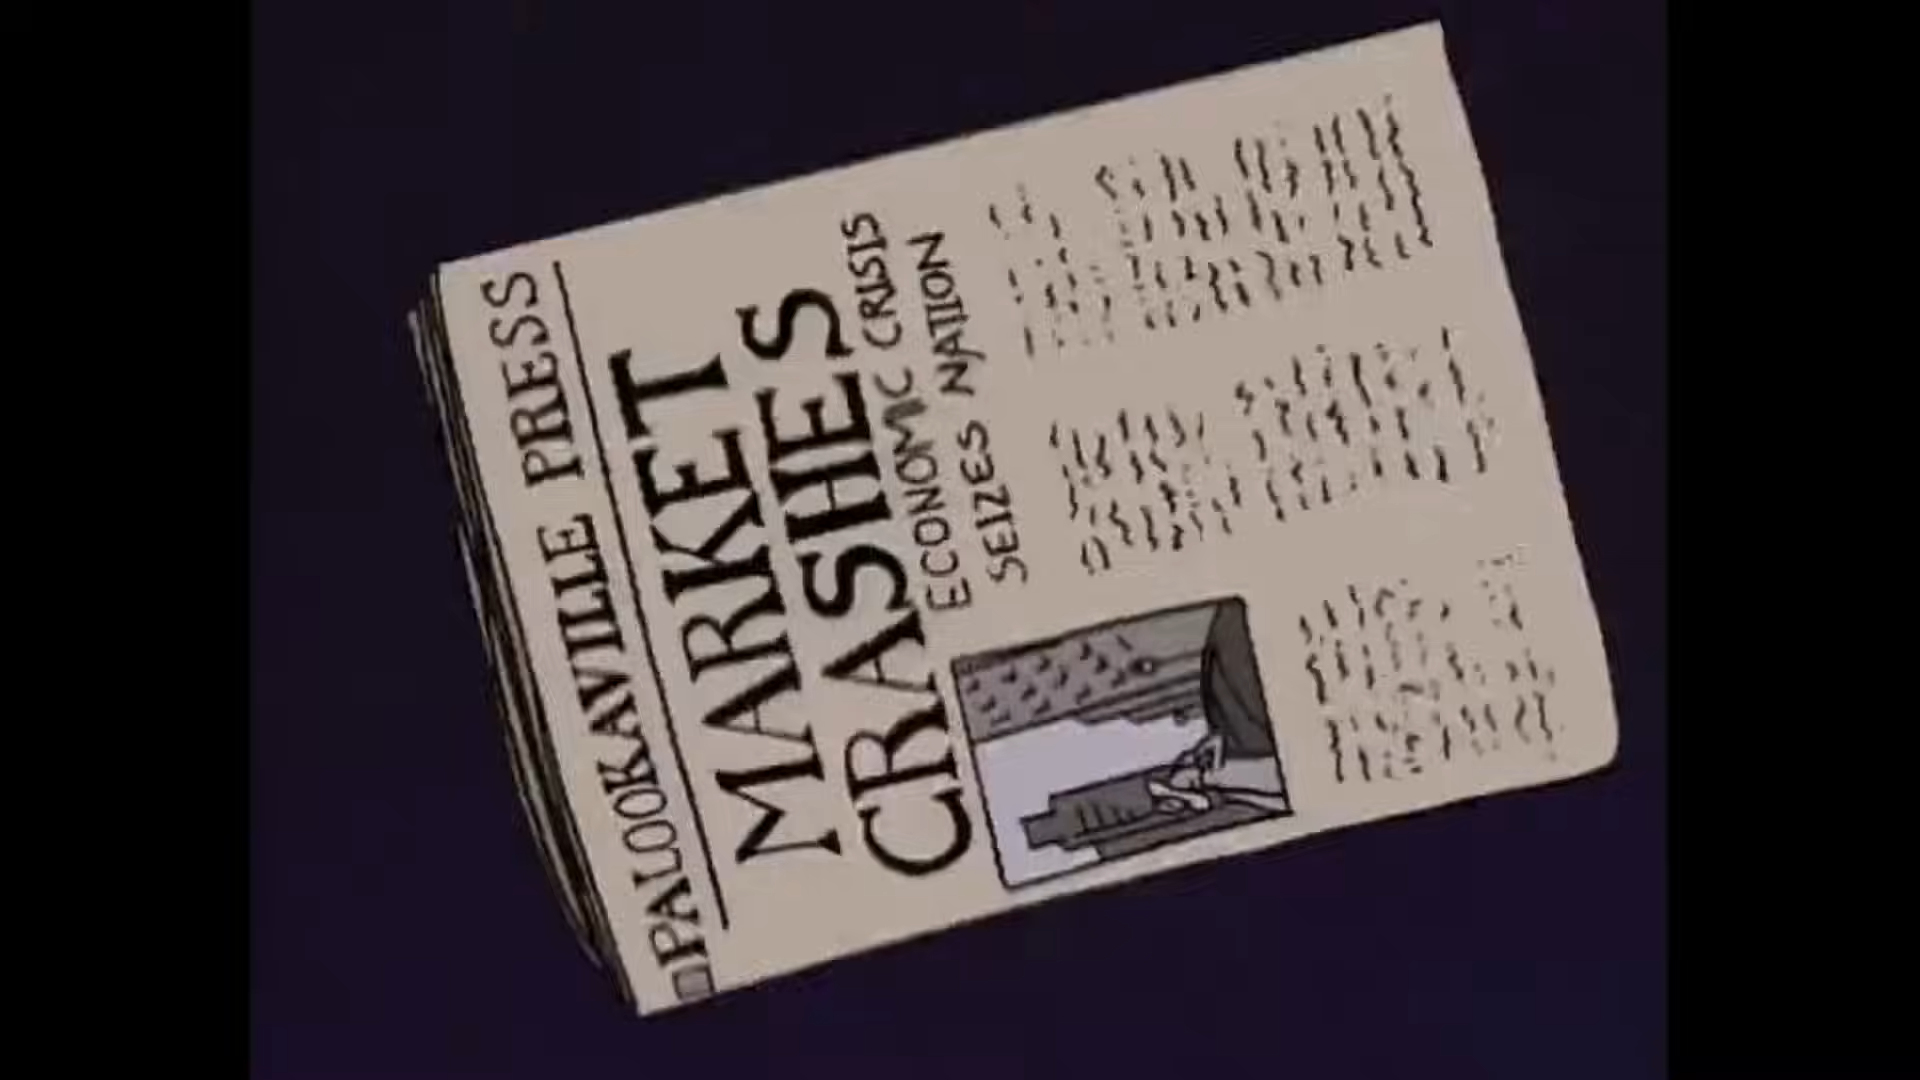 PALOOKAVILLE PRESS
MARKET
CRASHES
ECONOMIC CRISIS
SEIZES NATION